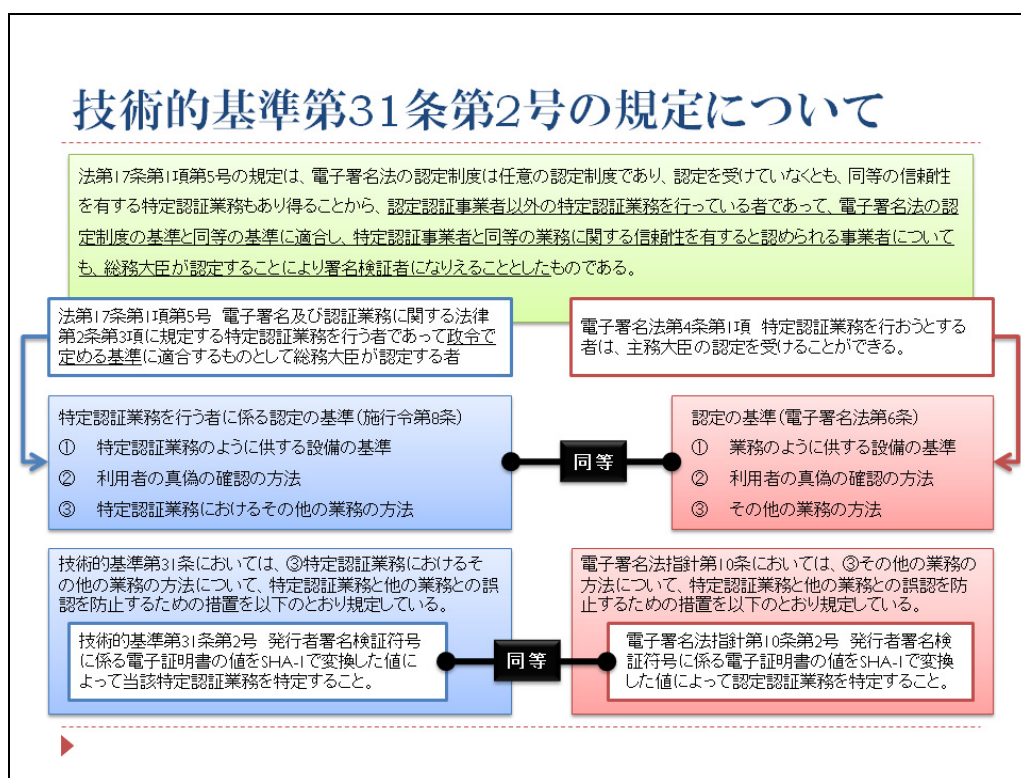 技術的基準第31条第2号の規定について
法第17条第1項第5号の規定は、電子署名法の認定制度は任意の認定制度であり、認定を受けていなくとも、同等の信頼性
を有する特定認証業務もあり得ることから、認定認証事業者以外の特定認証業務を行っている者であって、電子署名法の認
定制度の基準と同等の基準に適合し、特定認証事業者と同等の業務に関する信頼性を有すると認められる事業者について
も、総務大臣が認定することにより署名検証者になりえることとしたものである。
法第17条第1項第5号 電子署名及び認証業務に関する法律
第2条第3項に規定する特定認証業務を行う者であって政令で
定める基準に適合するものとして総務大臣が認定する者
電子署名法第4条第1項 特定認証業務を行おうとする
者は、主務大臣の認定を受けることができる。
特定認証業務を行う者に係る認定の基準(施行令第8条)
① 特定認証業務のように供する設備の基準
② 利用者の真偽の確認の方法
③ 特定認証業務におけるその他の業務の方法
同等
認定の基準(電子署名法第6条)
① 業務のように供する設備の基準
② 利用者の真偽の確認の方法
③ その他の業務の方法
技術的基準第31条においては、③特定認証業務におけるそ
の他の業務の方法について、特定認証業務と他の業務との誤
認を防止するための措置を以下のとおり規定している。
技術的基準第31条第2号 発行者署名検証符号
に係る電子証明書の値をSHA-1で変換した値に
よって当該特定認証業務を特定すること。
同等
電子署名法指針第10条においては、③その他の業務の
方法について、特定認証業務と他の業務との誤認を防
止するための措置を以下のとおり規定している。
電子署名法指針第10条第2号 発行者署名検
証符号に係る電子証明書の値をSHA-1で変換
した値によって認定認証業務を特定すること。